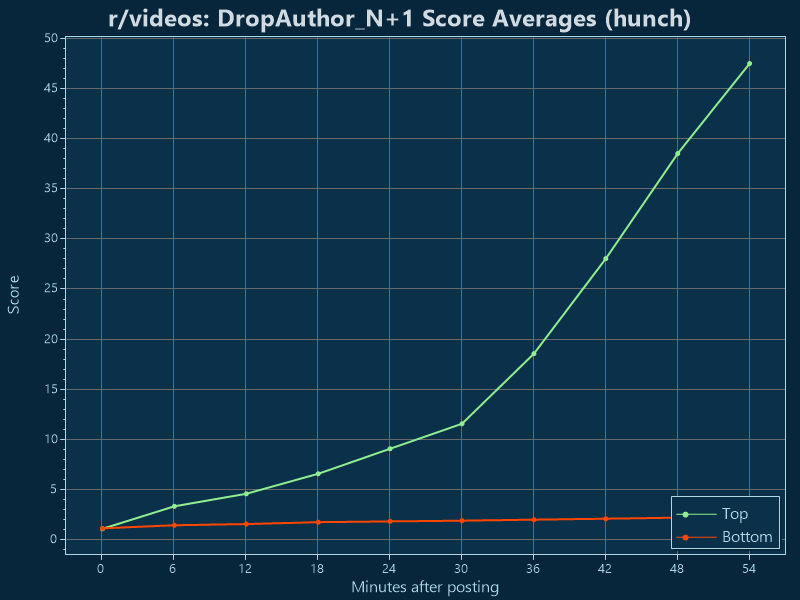 r/videos: DropAuthor_N+1 Score Averages (hunch)
50
45
40
35
30
25
20
15
10
5
0
Score
Top
Bottom
0 6 12 18 24 30 36 42 48 54
Minutes after posting